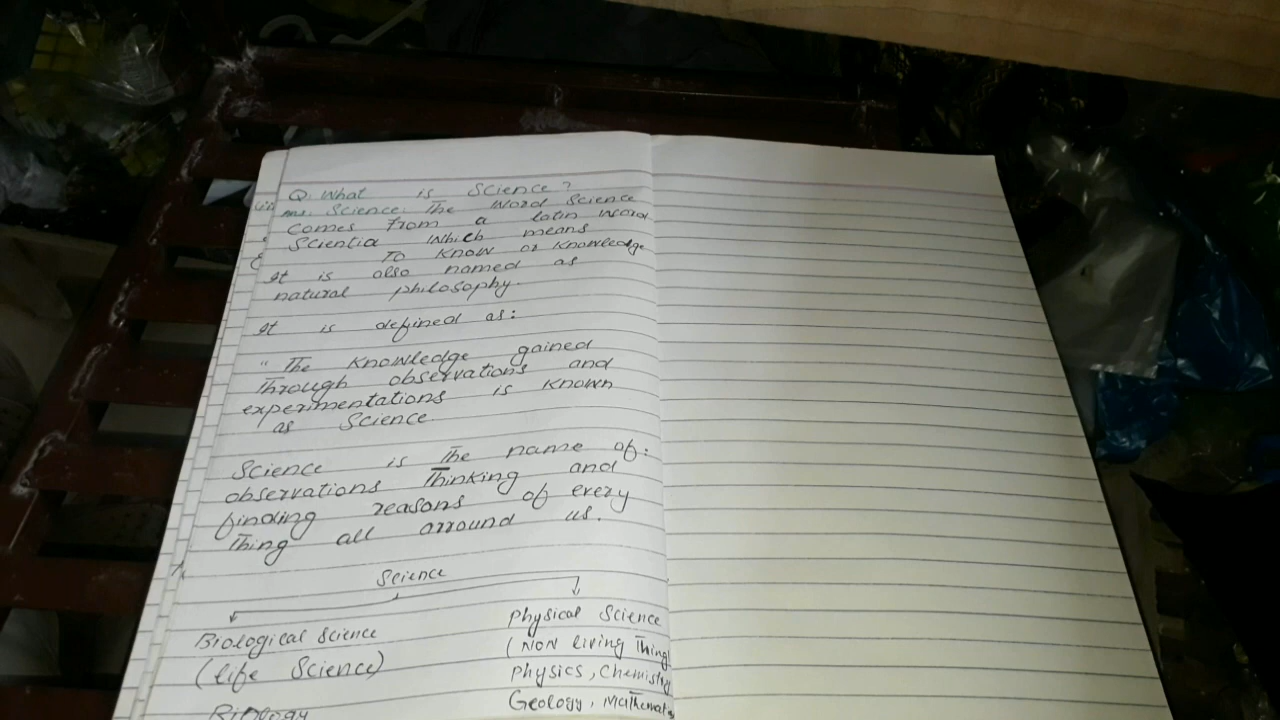 Q. What is Science?
Ans. Science. The Word Science
comes from a latin word
Scientia Which means
To know or Knowledge
It is also named as
natural philosophy.
It is defined as:
" The Knowledge gained
Through observations and
experimentations is known
as Science.
Science is The name of:
observations Thinking and
finding reasons of every
Thing all arround us.
Science
Biological Science
Physical Science
(life Science)
(Non living Thing
Physics, Chemistry
Biology
Geology, Mathemat